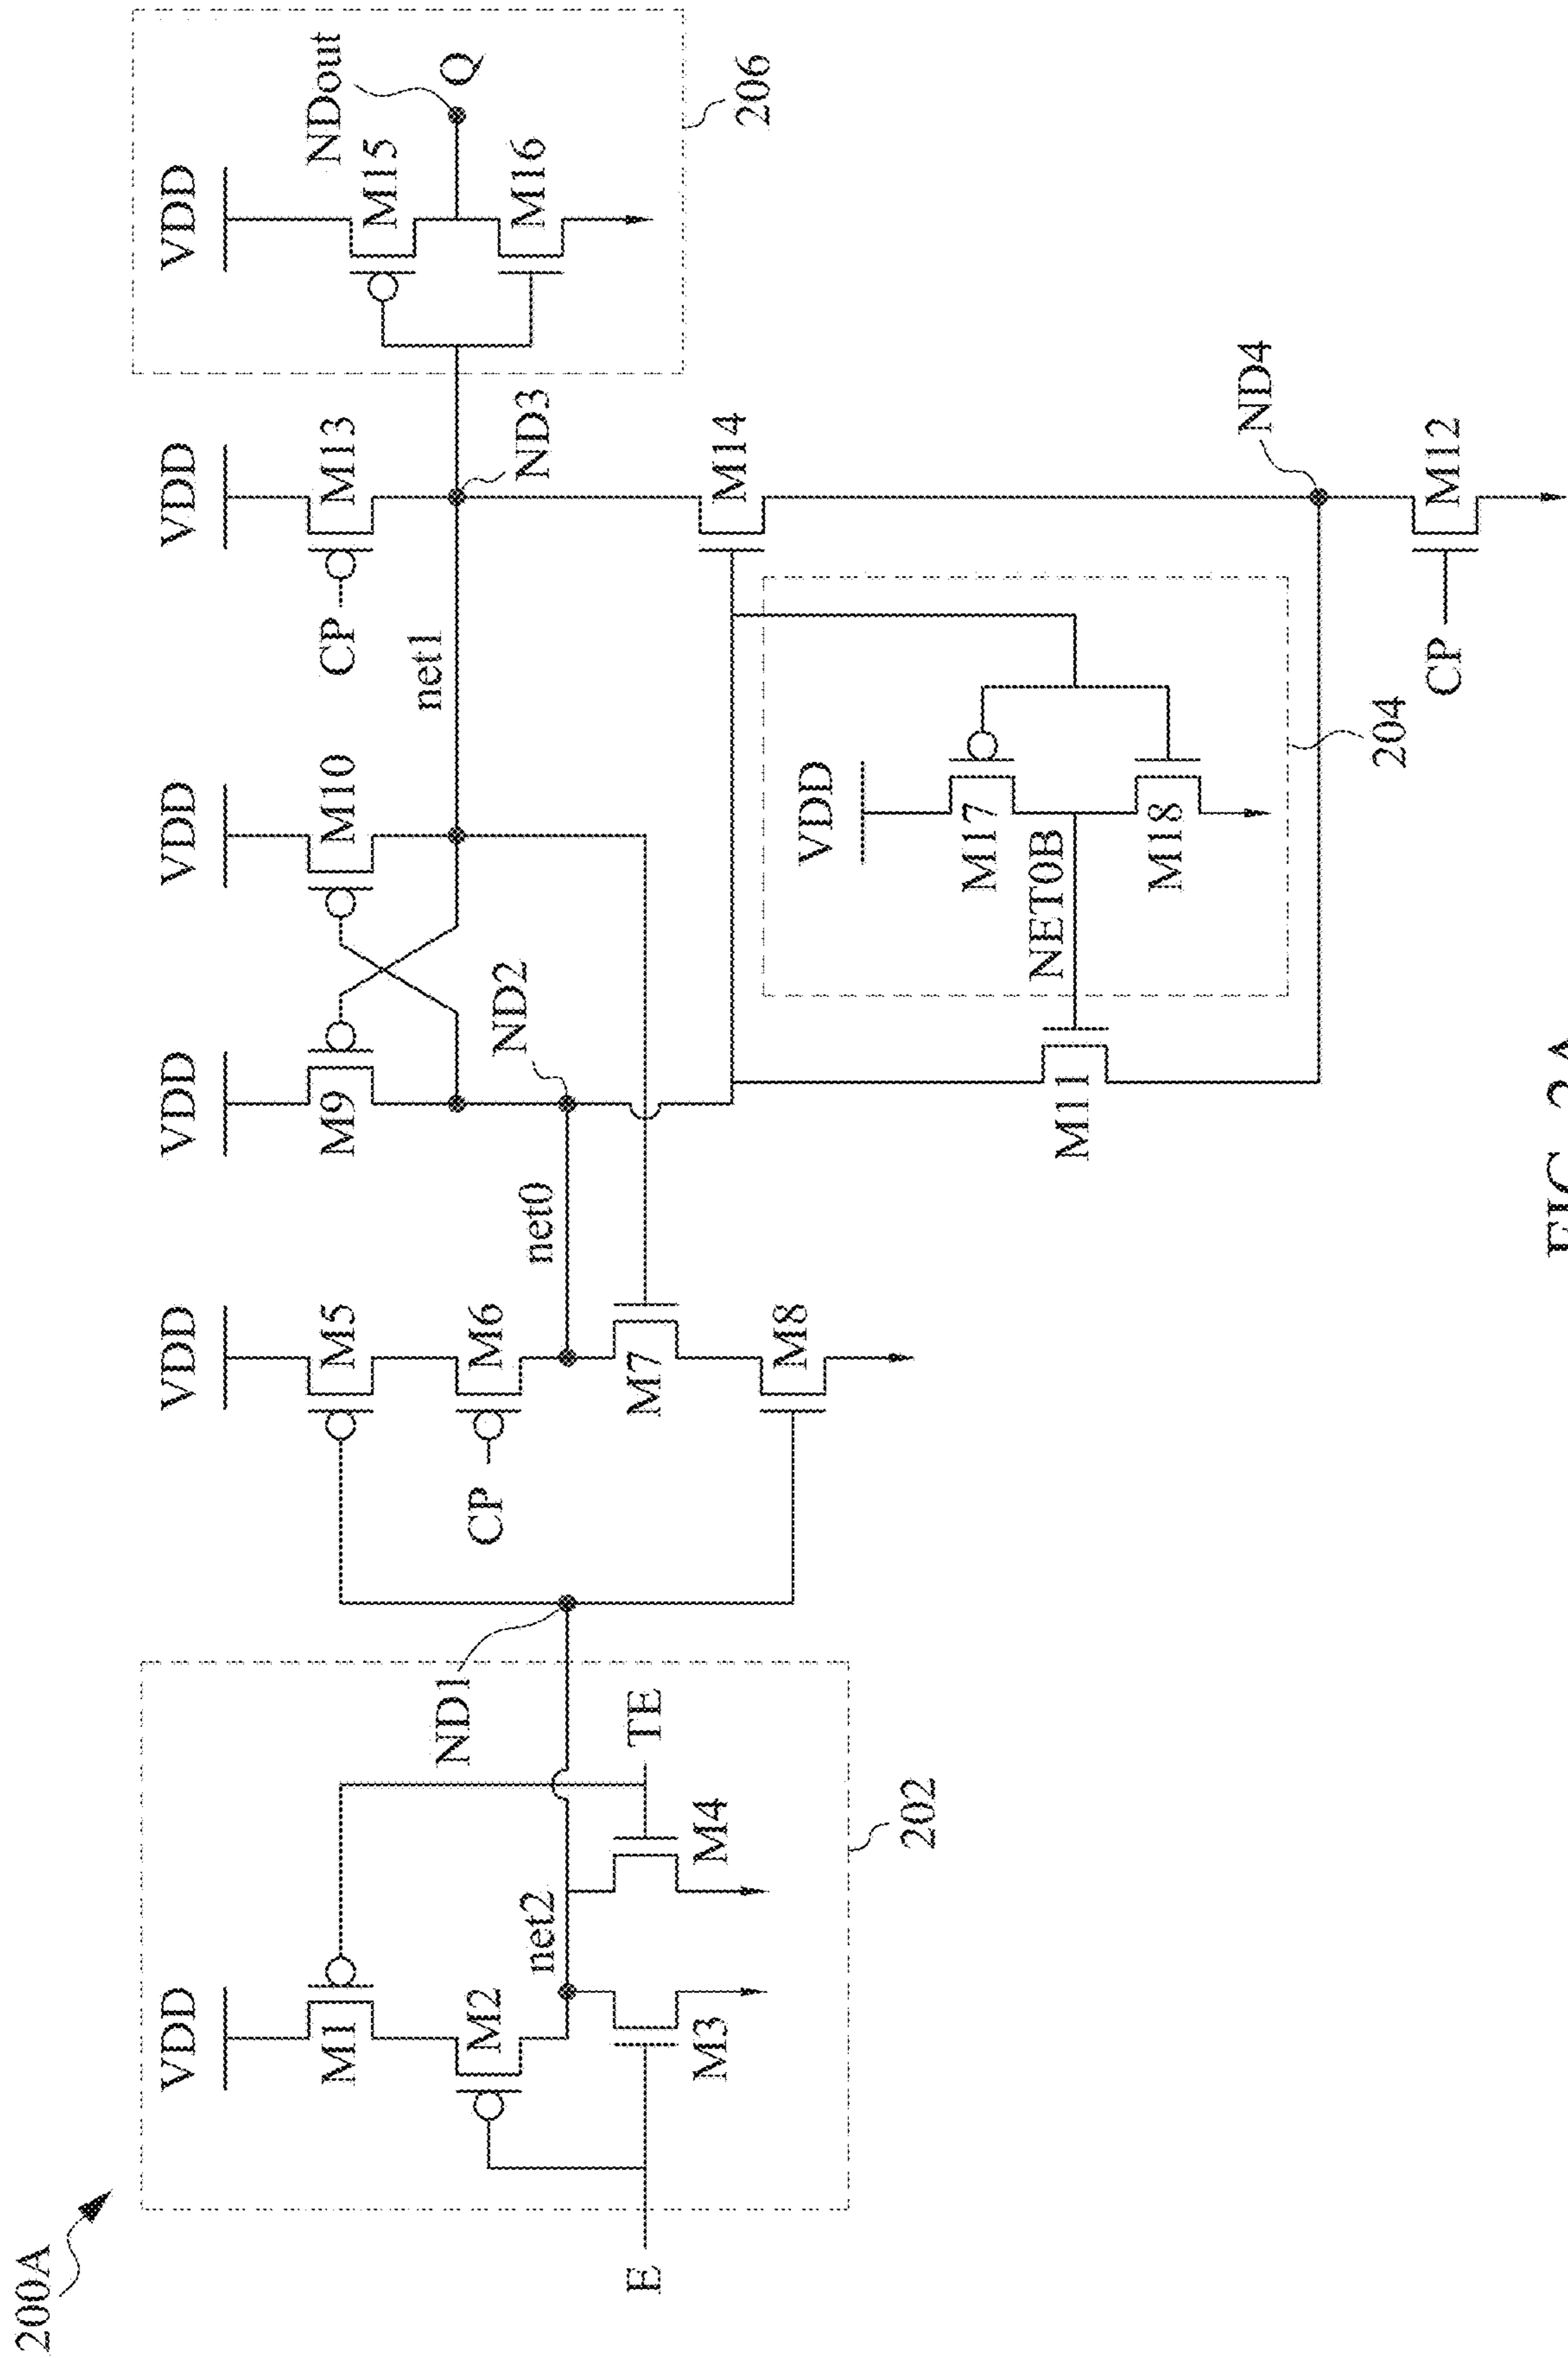 200A
VDD
VDD
VDD
VDD
VDD
VDD
M1
M5
M9
M10
CP
M13
M15
NDout
M2
CP
M6
net1
Q
ND1
net2
net0
ND2
ND3
M16
E
TE
M3
M4
M7
M14
206
M8
202
VDD
M17
NET0B
M11
M18
ND4
204
CP
M12